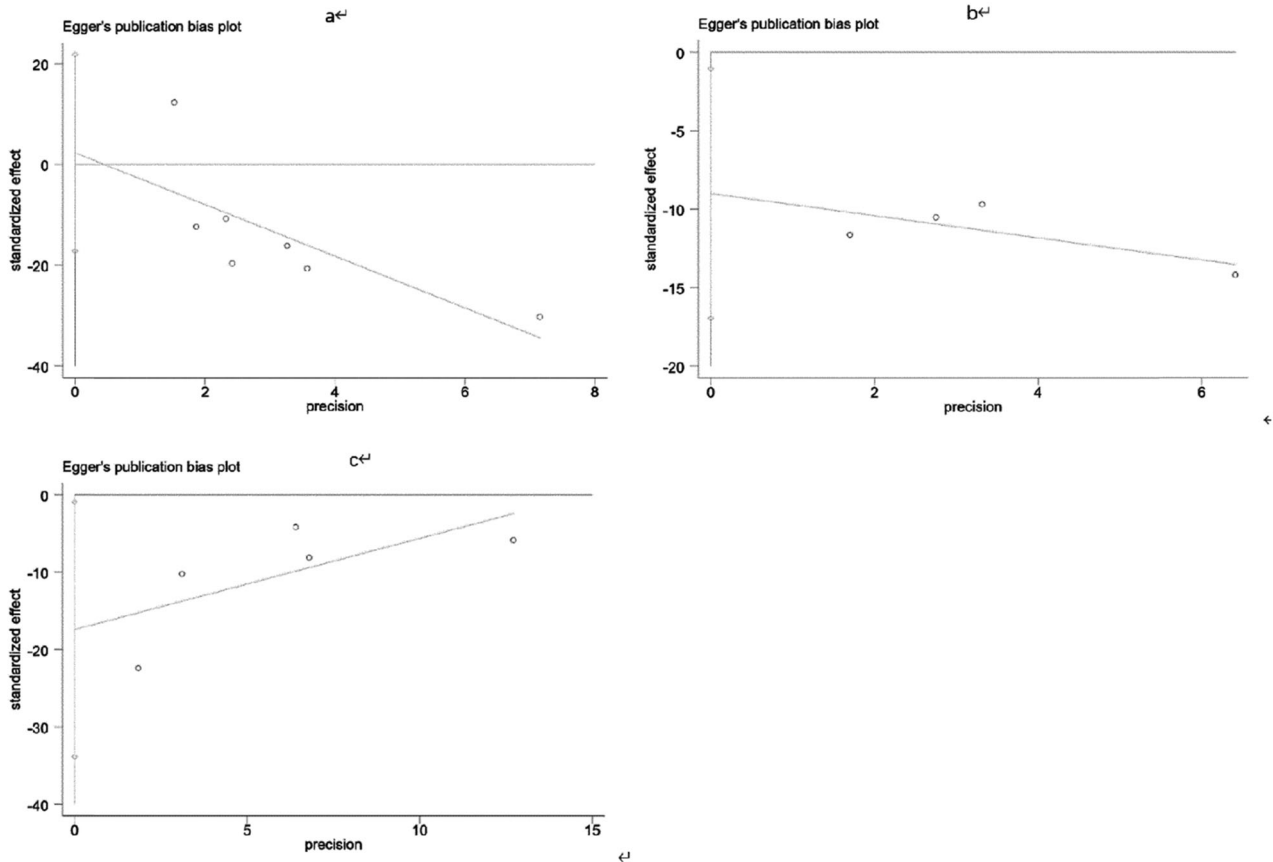 a↵
Egger's publication bias plot
20
0
-20
-40
standardized effect
0 2 4 6 8
precision
b↵
Egger's publication bias plot
0
-5
-10
-15
-20
standardized effect
0 2 4 6
precision
←
c↵
Egger's publication bias plot
0
-10
-20
-30
-40
standardized effect
0 5 10 15
precision
↵